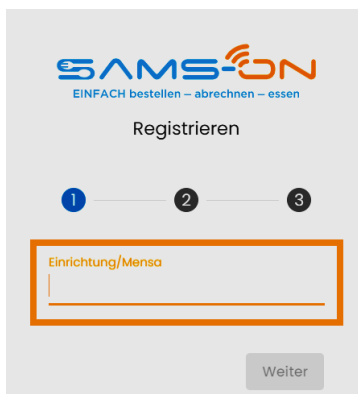 SAMS-ON
EINFACH bestellen – abrechnen – essen
Registrieren
1 2 3
Einrichtung/Mensa
Weiter